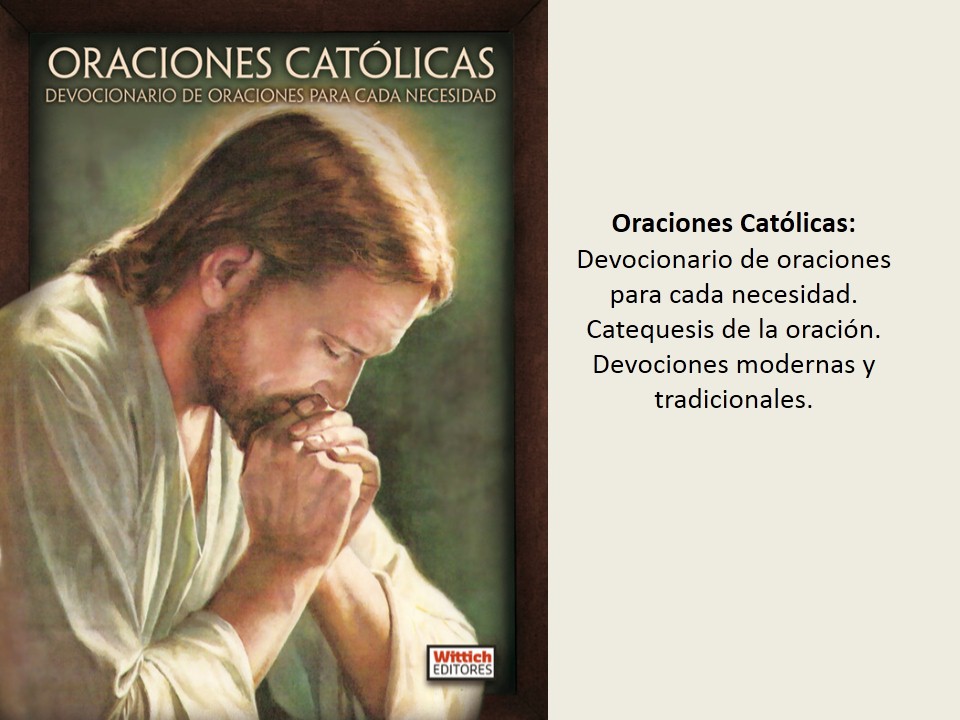 ORACIONES CATÓLICAS
DEVOCIONARIO DE ORACIONES PARA CADA NECESIDAD
Wittich
EDITORES
Oraciones Católicas:
Devocionario de oraciones
para cada necesidad.
Catequesis de la oración.
Devociones modernas y
tradicionales.